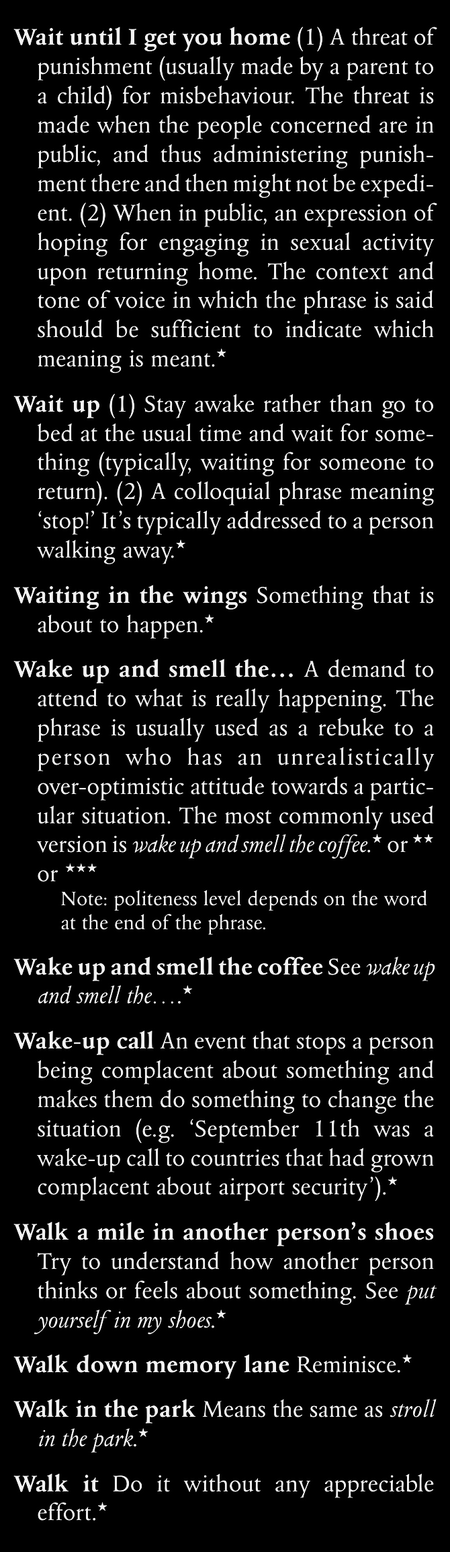 Wait until I get you home (1) A threat of
punishment (usually made by a parent to
a child) for misbehaviour. The threat is
made when the people concerned are in
public, and thus administering punish-
ment there and then might not be expedi-
ent. (2) When in public, an expression of
hoping for engaging in sexual activity
upon returning home. The context and
tone of voice in which the phrase is said
should be sufficient to indicate which
meaning is meant.★
Wait up (1) Stay awake rather than go to
bed at the usual time and wait for some-
thing (typically, waiting for someone to
return). (2) A colloquial phrase meaning
‘stop!’ It’s typically addressed to a person
walking away.★
Waiting in the wings Something that is
about to happen.★
Wake up and smell the… A demand to
attend to what is really happening. The
phrase is usually used as a rebuke to a
person who has an unrealistically
over-optimistic attitude towards a partic-
ular situation. The most commonly used
version is wake up and smell the coffee.★ or ★★
or ★★★
Note: politeness level depends on the word
at the end of the phrase.
Wake up and smell the coffee See wake up
and smell the….★
Wake-up call An event that stops a person
being complacent about something and
makes them do something to change the
situation (e.g. ‘September 11th was a
wake-up call to countries that had grown
complacent about airport security’).★
Walk a mile in another person’s shoes
Try to understand how another person
thinks or feels about something. See put
yourself in my shoes.★
Walk down memory lane Reminisce.★
Walk in the park Means the same as stroll
in the park.★
Walk it Do it without any appreciable
effort.★